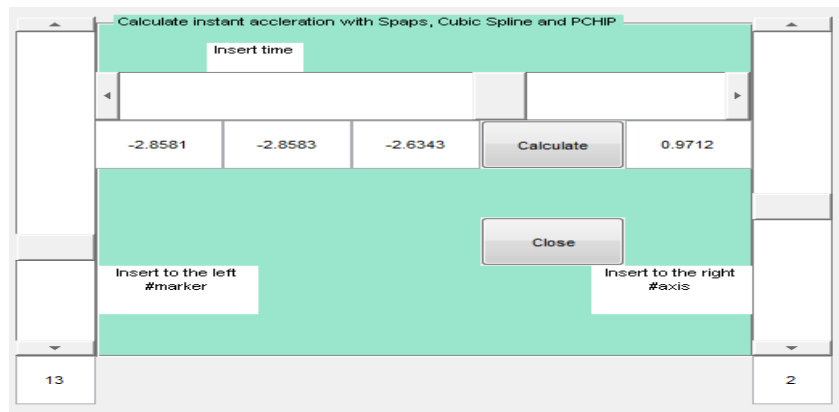 Calculate instant accleration with Spaps, Cubic Spline and PCHIP
Insert time
-2.8581 -2.8583 -2.6343 Calculate 0.9712
Close
Insert to the left
#marker
Insert to the right
#axis
13
2